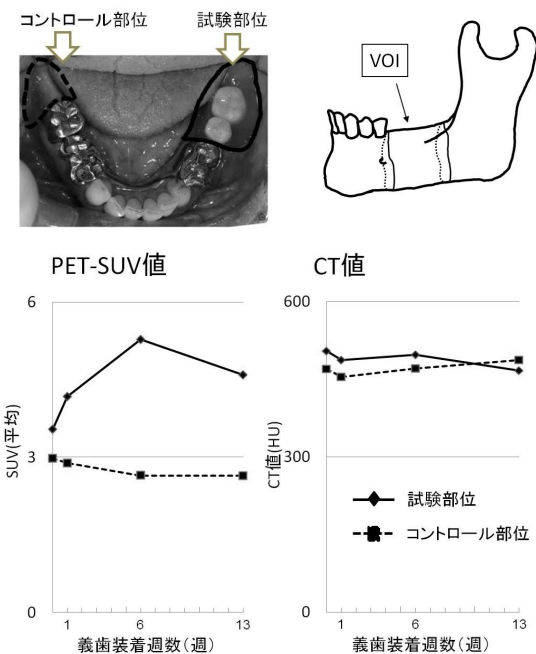 コントロール部位
試験部位
VOI
PET-SUV値
CT値
6
3
0
SUV(平均)
1
6
13
義歯装着週数(週)
600
300
0
CT値(HU)
試験部位
コントロール部位
1
6
13
義歯装着週数(週)